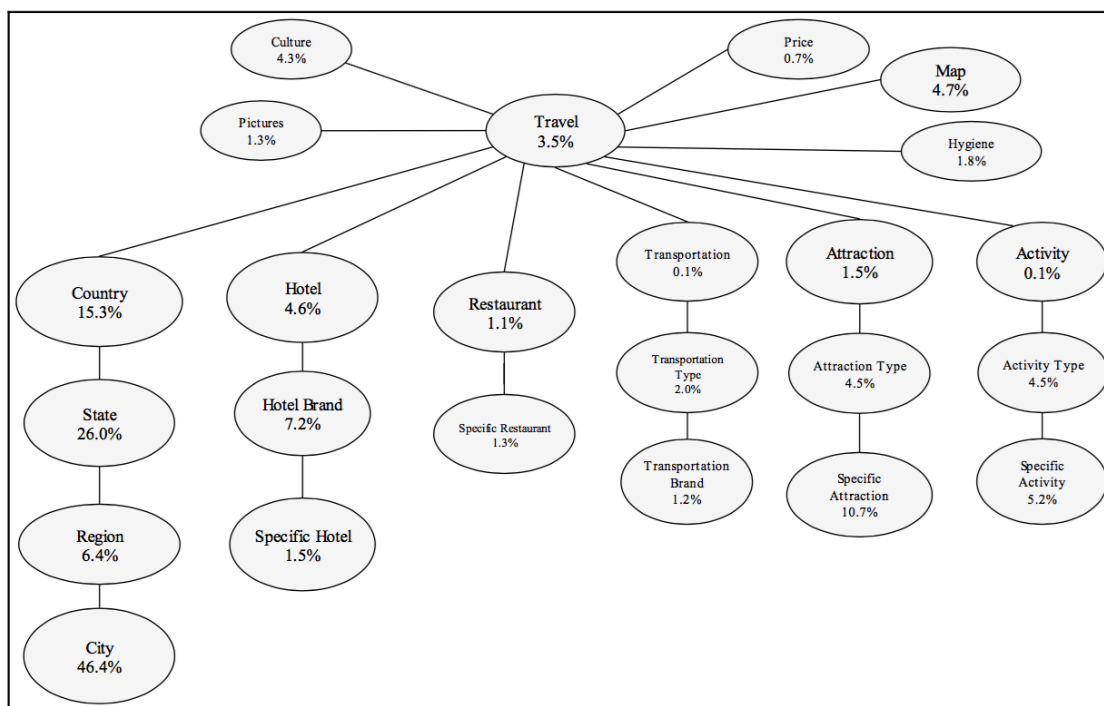 Culture
4.3%
Price
0.7%
Map
4.7%
Pictures
1.3%
Travel
3.5%
Hygiene
1.8%
Country
15.3%
Hotel
4.6%
Restaurant
1.1%
Transportation
0.1%
Attraction
1.5%
Activity
0.1%
State
26.0%
Hotel Brand
7.2%
Specific Restaurant
1.3%
Transportation
Type
2.0%
Attraction Type
4.5%
Activity Type
4.5%
Region
6.4%
Specific Hotel
1.5%
Transportation
Brand
1.2%
Specific
Attraction
10.7%
Specific
Activity
5.2%
City
46.4%